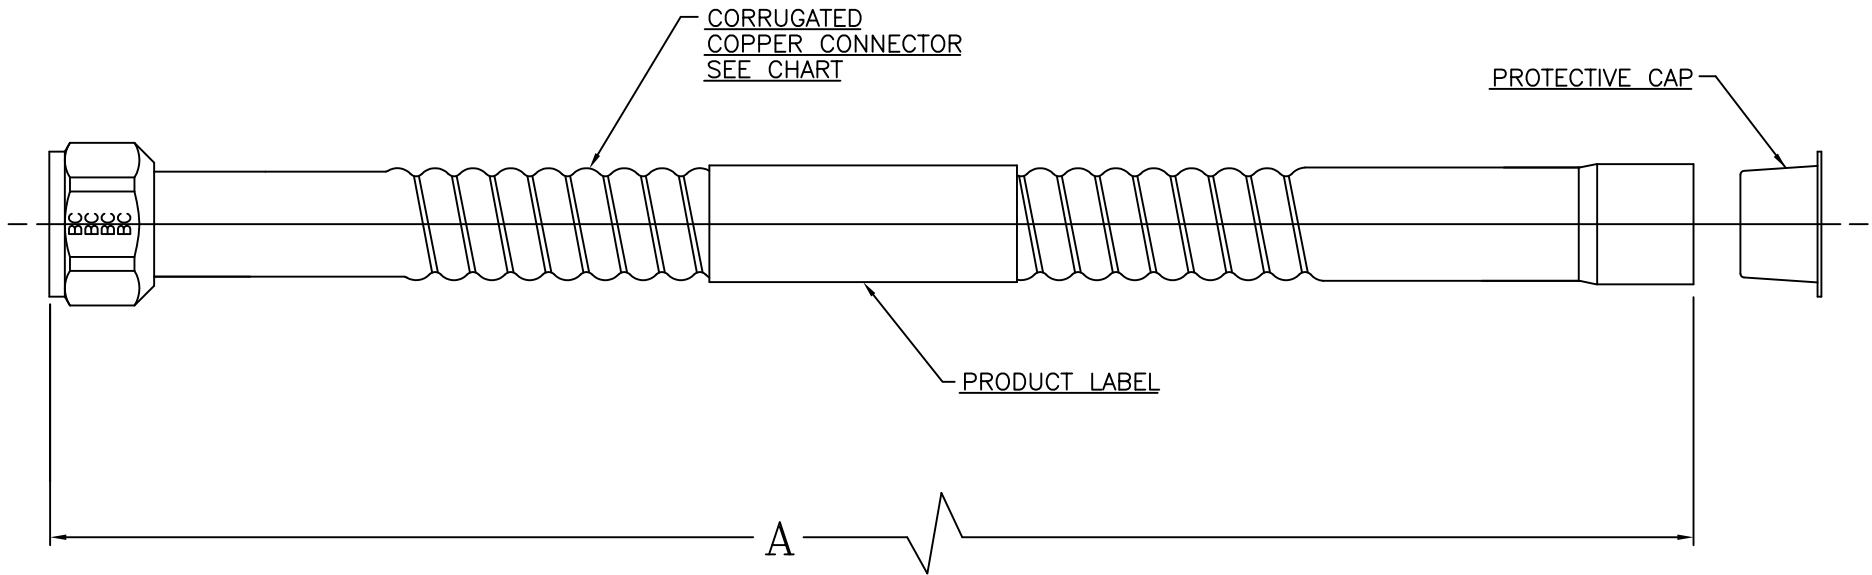 CORRUGATED
COPPER CONNECTOR
SEE CHART
PROTECTIVE CAP
BC
BC
BC
BC
PRODUCT LABEL
A